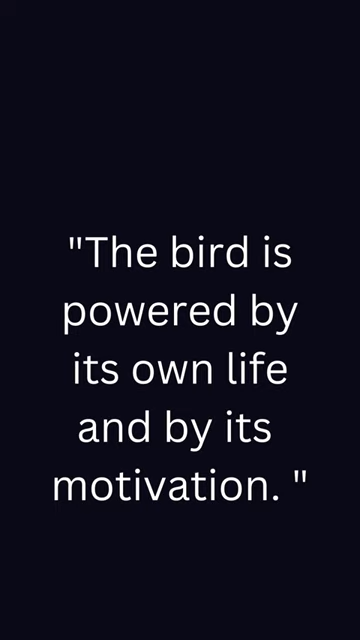 "The bird is
powered by
its own life
and by its
motivation. "